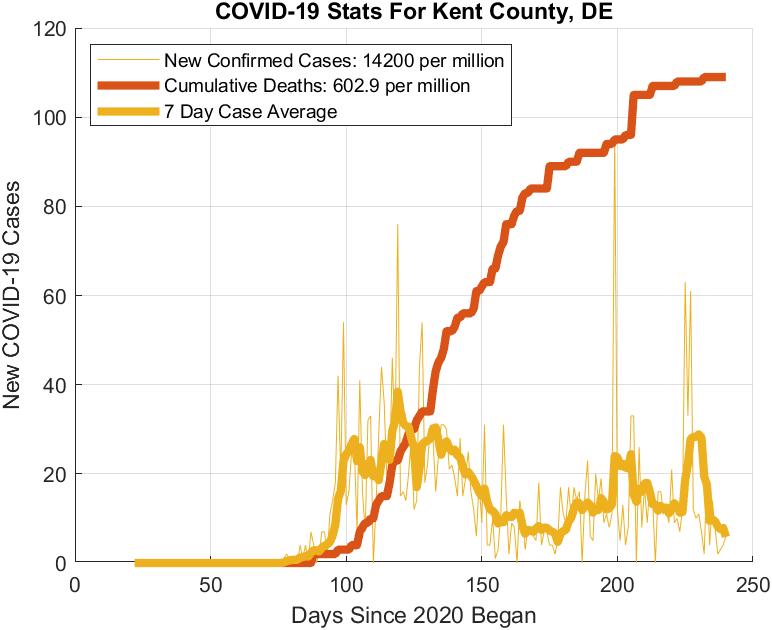 COVID-19 Stats For Kent County, DE
New Confirmed Cases: 14200 per million
Cumulative Deaths: 602.9 per million
7 Day Case Average
New COVID-19 Cases
120
100
80
60
40
20
0
0 50 100 150 200 250
Days Since 2020 Began